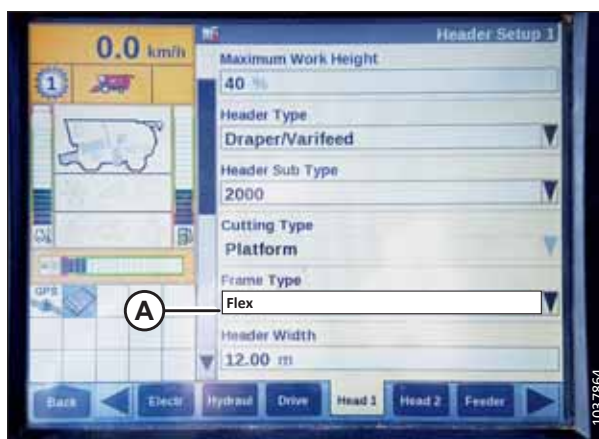 Header Setup 1
0.0 km/h
1
Maximum Work Height
40 %
Header Type
Draper/Varifeed
Header Sub Type
2000
Cutting Type
Platform
Frame Type
Flex
A
Header Width
12.00 m
GPS
Back
Electr
Hydraul
Drive
Head 1
Head 2
Feeder
1037864